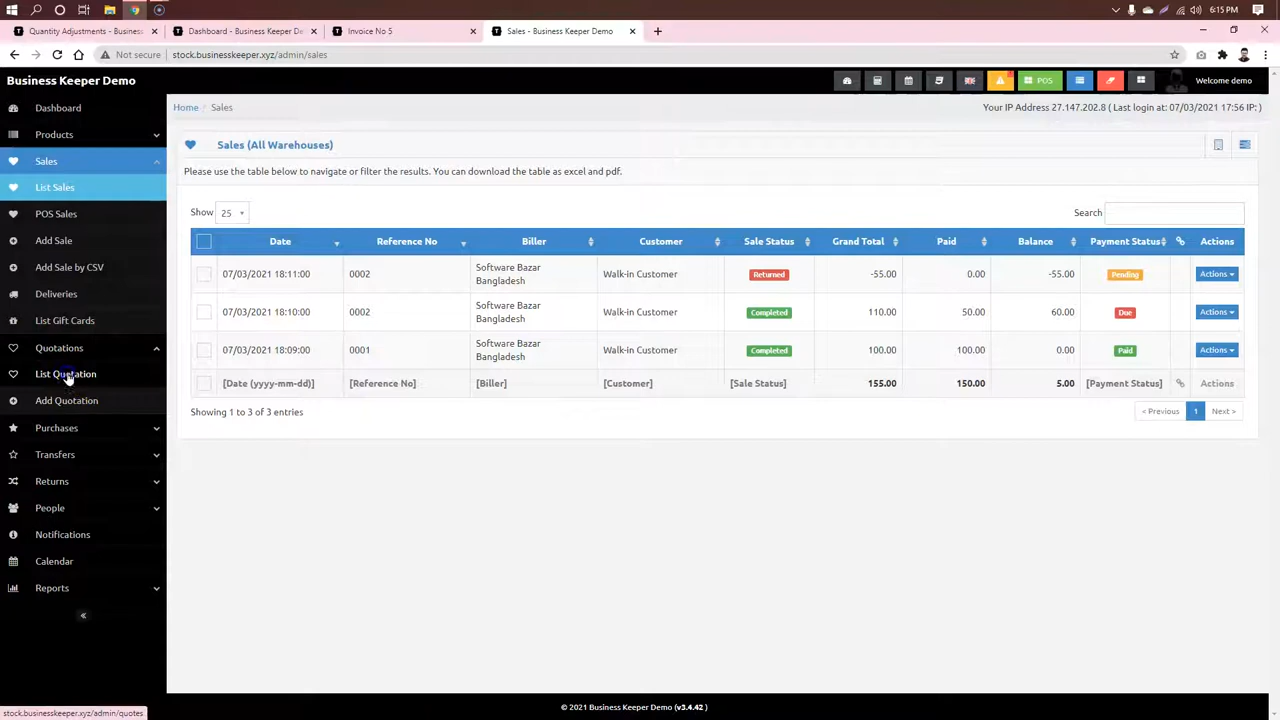 6:15 PM
Quantity Adjustments - Business
Dashboard - Business Keeper De
Invoice No 5
Sales - Business Keeper Demo
Not secure
stock.businesskeeper.xyz/admin/sales
Business Keeper Demo
POS
Welcome demo
Dashboard
Products
Sales
List Sales
POS Sales
Add Sale
Add Sale by CSV
Deliveries
List Gift Cards
Quotations
List Quotation
Add Quotation
Purchases
Transfers
Returns
People
Notifications
Calendar
Reports
Home / Sales
Your IP Address 27.147.202.8 ( Last login at: 07/03/2021 17:56 IP: )
Sales (All Warehouses)
Please use the table below to navigate or filter the results. You can download the table as excel and pdf.
Show 25
Search
Date Reference No Biller Customer Sale Status Grand Total Paid Balance Payment Status Actions
07/03/2021 18:11:00 0002 Software Bazar Bangladesh Walk-in Customer Returned -55.00 0.00 -55.00 Pending Actions
07/03/2021 18:10:00 0002 Software Bazar Bangladesh Walk-in Customer Completed 110.00 50.00 60.00 Due Actions
07/03/2021 18:09:00 0001 Software Bazar Bangladesh Walk-in Customer Completed 100.00 100.00 0.00 Paid Actions
[Date (yyyy-mm-dd)] [Reference No] [Biller] [Customer] [Sale Status] 155.00 150.00 5.00 [Payment Status] Actions
Showing 1 to 3 of 3 entries
< Previous 1 Next >
stock.businesskeeper.xyz/admin/quotes
© 2021 Business Keeper Demo (v3.4.42 )